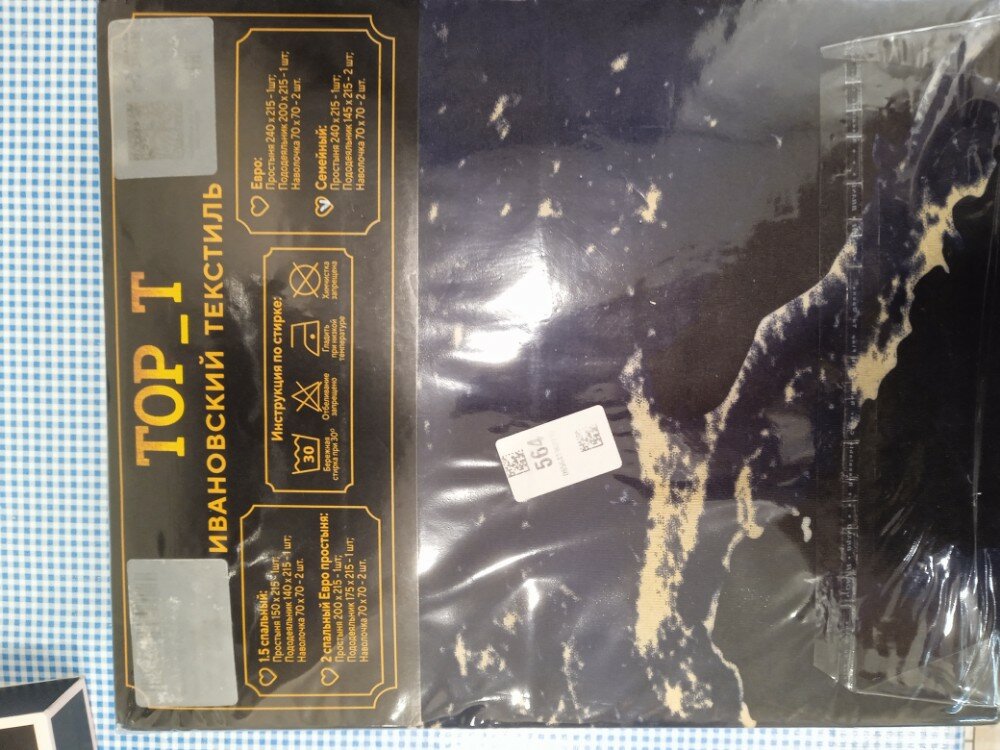 TOP_T
ИВАНОВСКИЙ ТЕКСТИЛЬ
1,5 спальный:
Простыня 150 х 215 - 1шт;
Пододеяльник 140 х 215 - 1 шт;
Наволочка 70 х 70 - 2 шт.
2 спальный Евро простыня:
Простыня 200 х 215 - 1шт;
Пододеяльник 175 х 215 - 1шт;
Наволочка 70 х 70 - 2 шт.
Инструкция по стирке:
30
Бережная
стирка при 30°
Отбеливание
запрещено
Гладить
при низкой
температуре
Химчистка
запрещена
Евро:
Простыня 240 х 215 - 1шт;
Пододеяльник 200 х 215 - 1 шт;
Наволочка 70 х 70 - 2 шт.
Семейный:
Простыня 240 х 215 - 1шт;
Пододеяльник 145 х 215 - 2 шт;
Наволочка 70 х 70 - 2 шт.
564